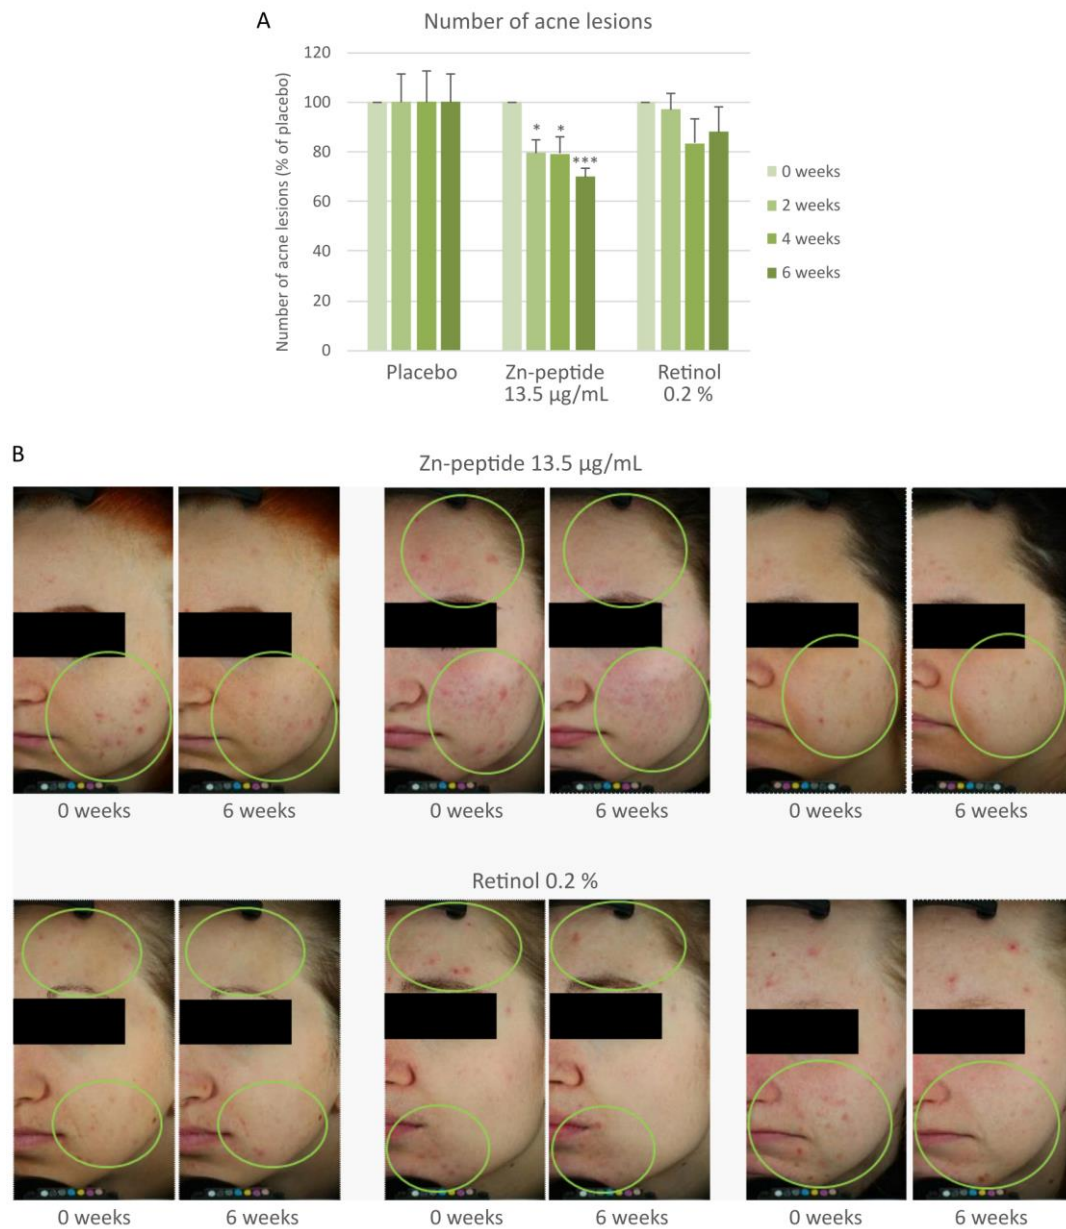 A
Number of acne lesions
Number of acne lesions (% of placebo)
120
100
80
60
40
20
0
* * ***
Placebo
Zn-peptide
13.5 µg/mL
Retinol
0.2 %
0 weeks
2 weeks
4 weeks
6 weeks
B
Zn-peptide 13.5 µg/mL
0 weeks 6 weeks 0 weeks 6 weeks 0 weeks 6 weeks
Retinol 0.2 %
0 weeks 6 weeks 0 weeks 6 weeks 0 weeks 6 weeks